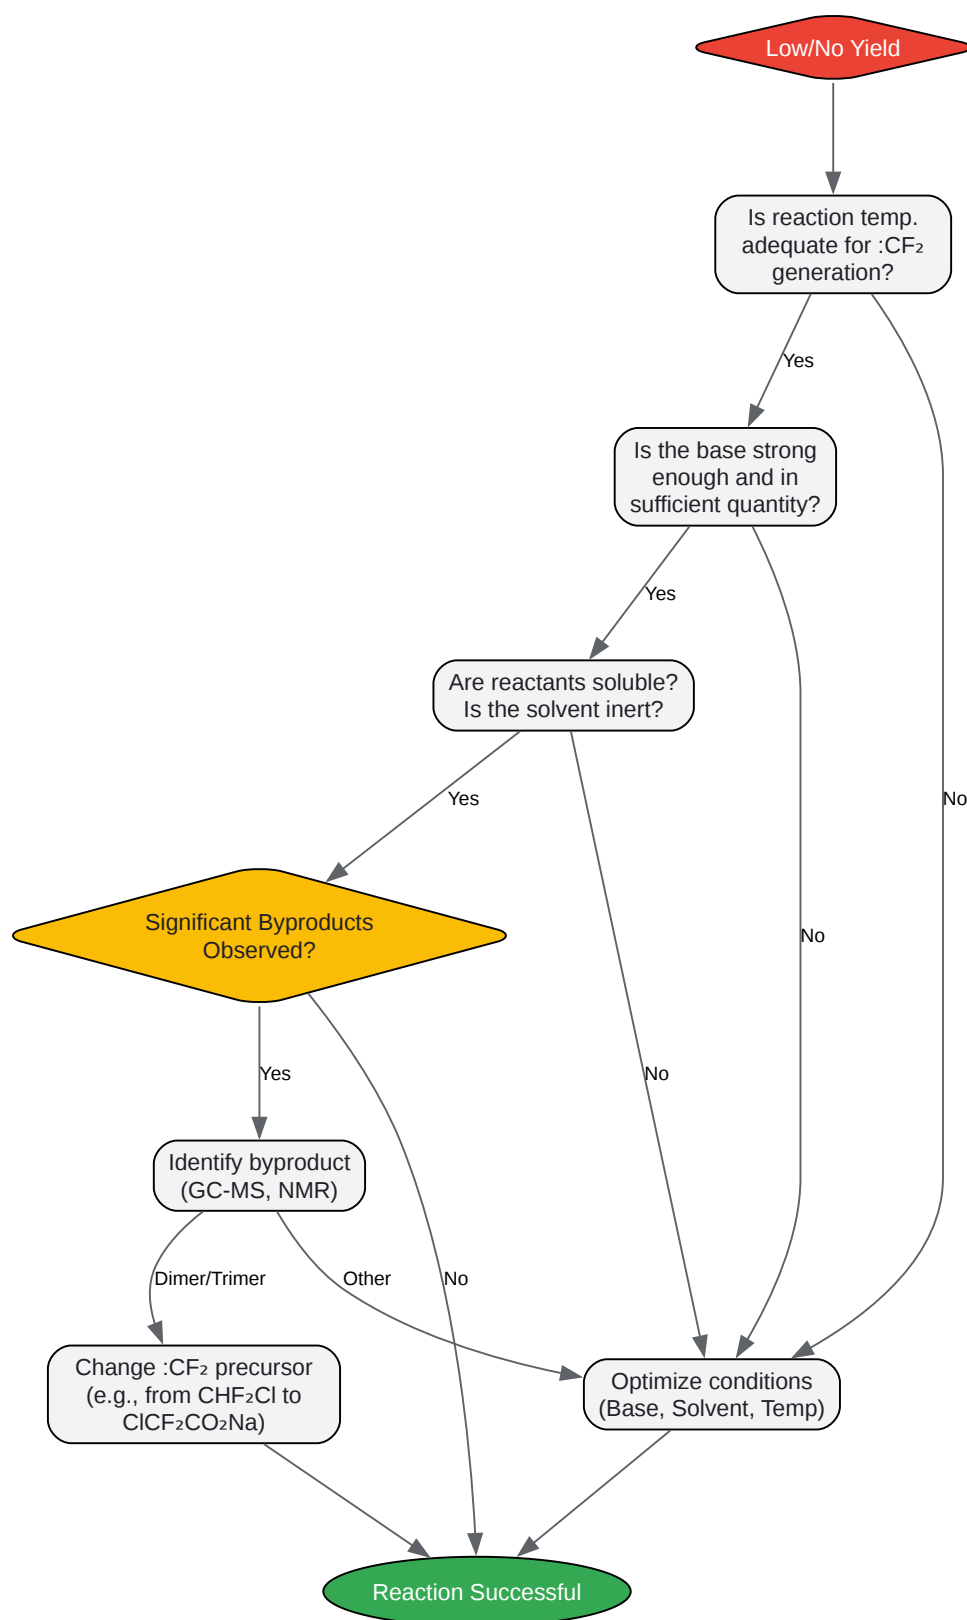 Low/No Yield
Is reaction temp.
adequate for :CF₂
generation?
Yes
No
Is the base strong
enough and in
sufficient quantity?
Yes
No
Are reactants soluble?
Is the solvent inert?
Yes
No
Significant Byproducts
Observed?
Yes
No
Identify byproduct
(GC-MS, NMR)
Dimer/Trimer
Other
Change :CF₂ precursor
(e.g., from CHF₂Cl to
ClCF₂CO₂Na)
Optimize conditions
(Base, Solvent, Temp)
Reaction Successful